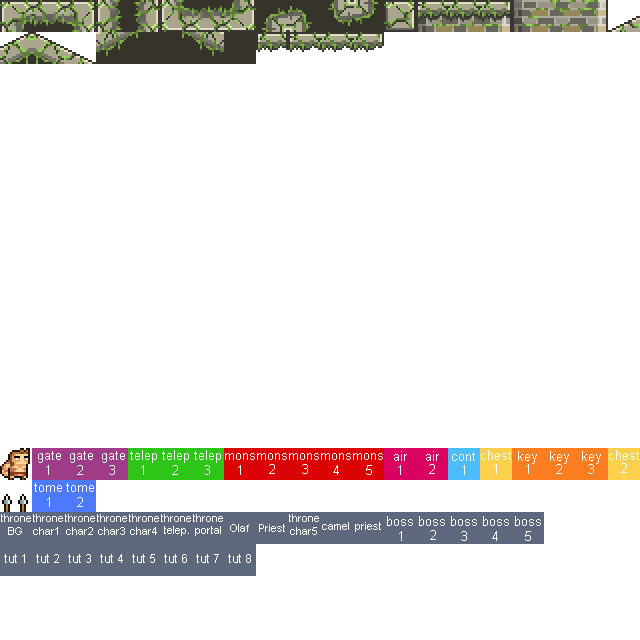 gate gate gate telep telep telep mons mons mons mons mons air air cont chest key key key chest
1 2 3 1 2 3 1 2 3 4 5 1 2 1 1 1 2 3 2
tome tome
1 2
throne throne throne throne throne throne throne Olaf Priest throne camel priest boss boss boss boss boss
BG char1 char2 char3 char4 telep. portal char5 1 2 3 4 5
tut 1 tut 2 tut 3 tut 4 tut 5 tut 6 tut 7 tut 8